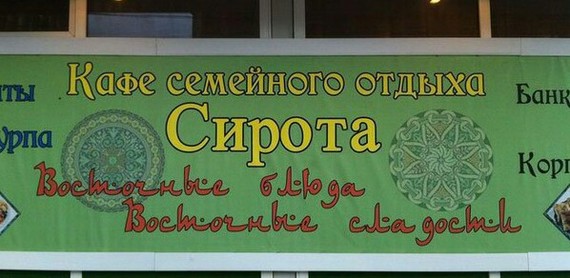 Кафе семейного отдыха
Сирота
Восточные блюда
Восточные сладости